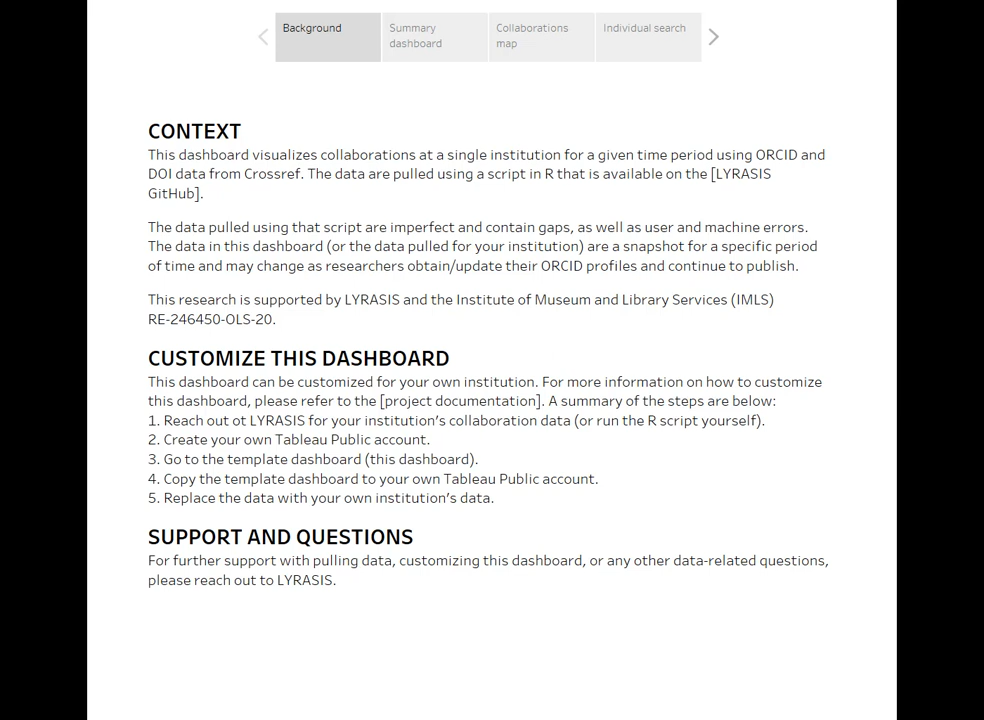 Background
Summary
dashboard
Collaborations
map
Individual search
CONTEXT
This dashboard visualizes collaborations at a single institution for a given time period using ORCID and
DOI data from Crossref. The data are pulled using a script in R that is available on the [LYRASIS
GitHub].
The data pulled using that script are imperfect and contain gaps, as well as user and machine errors.
The data in this dashboard (or the data pulled for your institution) are a snapshot for a specific period
of time and may change as researchers obtain/update their ORCID profiles and continue to publish.
This research is supported by LYRASIS and the Institute of Museum and Library Services (IMLS)
RE-246450-OLS-20.
CUSTOMIZE THIS DASHBOARD
This dashboard can be customized for your own institution. For more information on how to customize
this dashboard, please refer to the [project documentation]. A summary of the steps are below:
1. Reach out ot LYRASIS for your institution's collaboration data (or run the R script yourself).
2. Create your own Tableau Public account.
3. Go to the template dashboard (this dashboard).
4. Copy the template dashboard to your own Tableau Public account.
5. Replace the data with your own institution's data.
SUPPORT AND QUESTIONS
For further support with pulling data, customizing this dashboard, or any other data-related questions,
please reach out to LYRASIS.